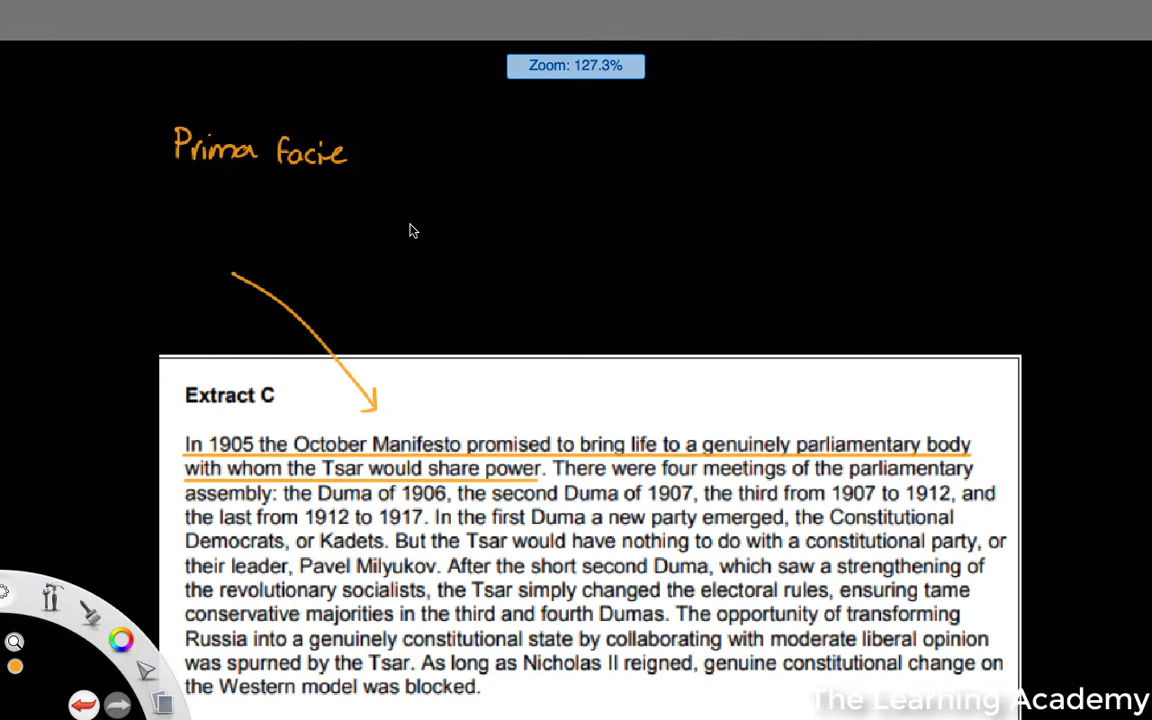 Zoom: 127.3%
Prima facie
Extract C
In 1905 the October Manifesto promised to bring life to a genuinely parliamentary body
with whom the Tsar would share power. There were four meetings of the parliamentary
assembly: the Duma of 1906, the second Duma of 1907, the third from 1907 to 1912, and
the last from 1912 to 1917. In the first Duma a new party emerged, the Constitutional
Democrats, or Kadets. But the Tsar would have nothing to do with a constitutional party, or
their leader, Pavel Milyukov. After the short second Duma, which saw a strengthening of
the revolutionary socialists, the Tsar simply changed the electoral rules, ensuring tame
conservative majorities in the third and fourth Dumas. The opportunity of transforming
Russia into a genuinely constitutional state by collaborating with moderate liberal opinion
was spurned by the Tsar. As long as Nicholas II reigned, genuine constitutional change on
the Western model was blocked.
The Learning Academy